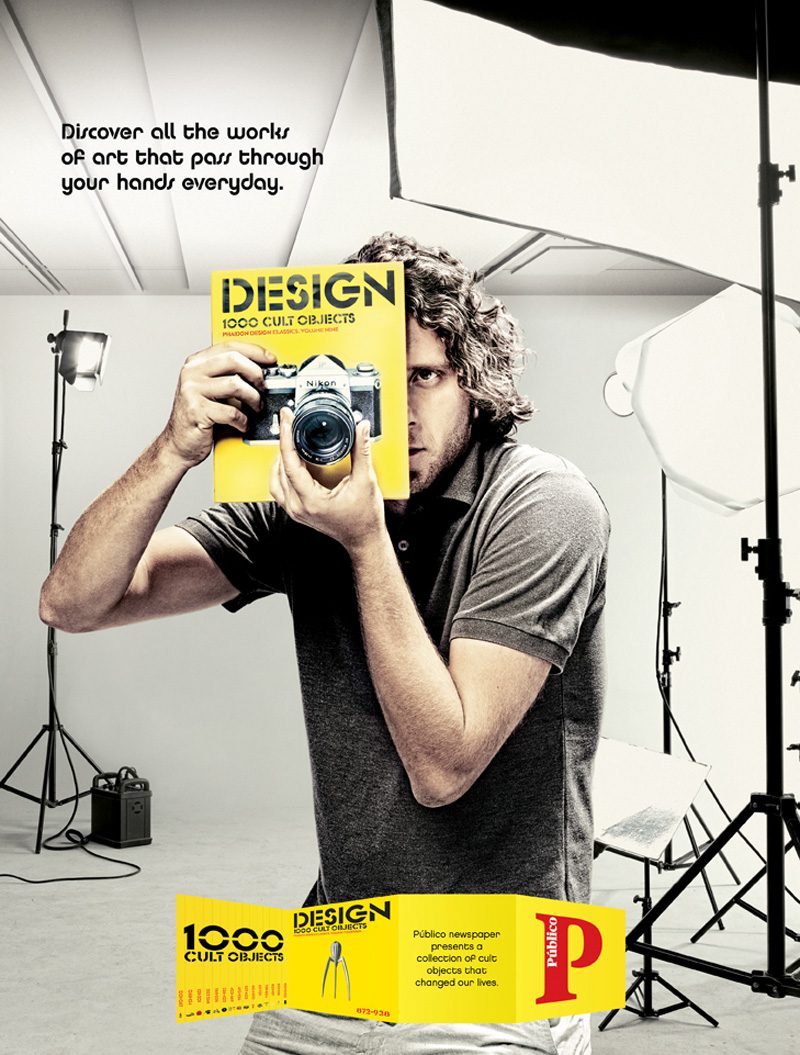 Discover all the works
of art that pass through
your hands everyday.
DESIGN
1000 CULT OBJECTS
PHAIDON DESIGN CLASSICS. VOLUME NINE
Nikon
1000
CULT OBJECTS
DESIGN
1000 CULT OBJECTS
872-938
Público newspaper
presents a
collection of cult
objects that
changed our lives.
Público
P